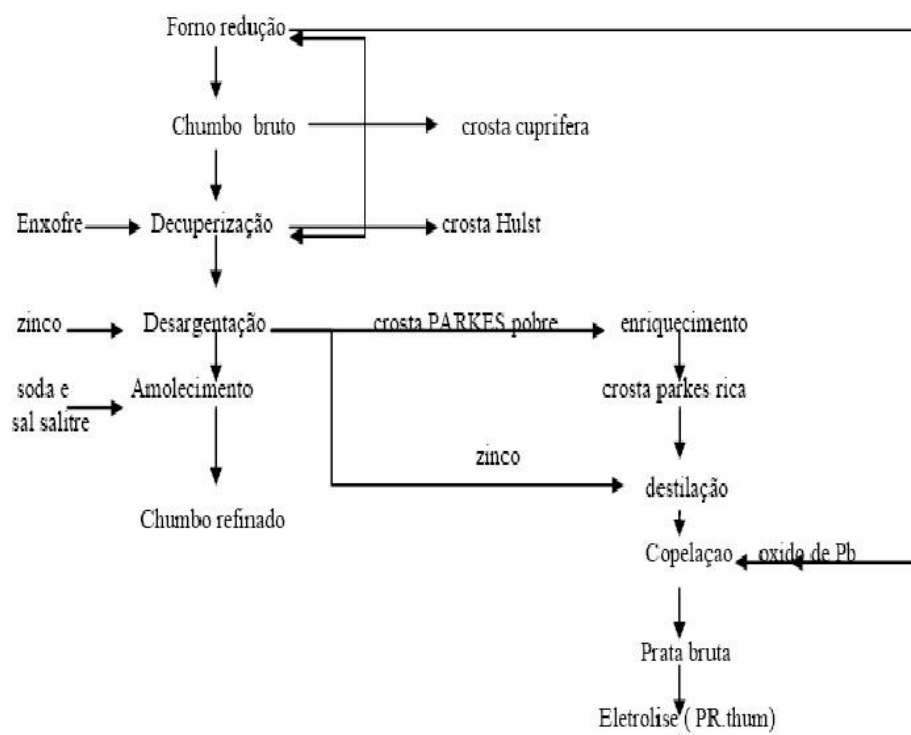 Forno redução
Chumbo bruto
crosta cuprifera
Enxofre
Decuperização
crosta Hulst
zinco
Desargentação
crosta PARKES pobre
enriquecimento
soda e
sal salitre
Amolecimento
crosta parkes rica
zinco
destilação
Chumbo refinado
Copelaçao
oxido de Pb
Prata bruta
Eletrolise ( PR.thum)